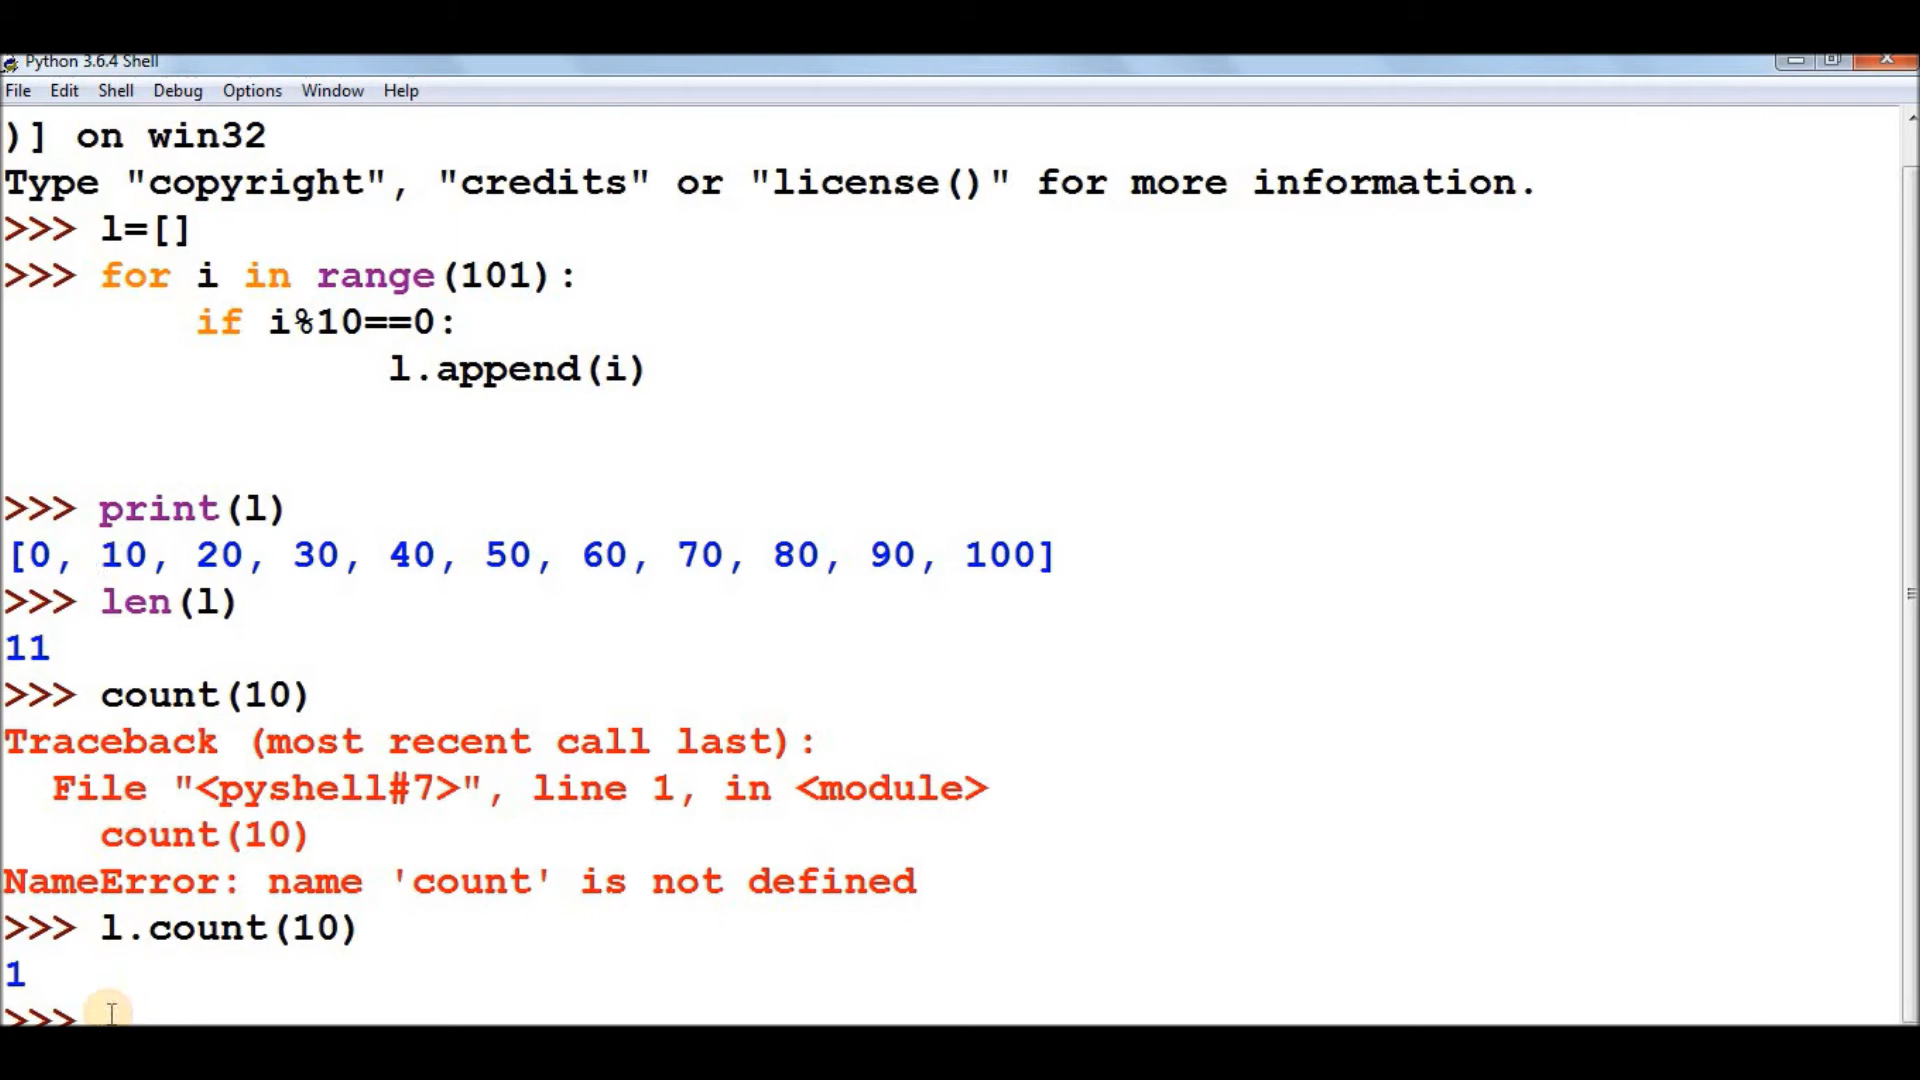 Python 3.6.4 Shell
File Edit Shell Debug Options Window Help
)] on win32
Type "copyright", "credits" or "license()" for more information.
>>> l=[]
>>> for i in range(101):
        if i%10==0:
                l.append(i)
>>> print(l)
[0, 10, 20, 30, 40, 50, 60, 70, 80, 90, 100]
>>> len(l)
11
>>> count(10)
Traceback (most recent call last):
  File "<pyshell#7>", line 1, in <module>
    count(10)
NameError: name 'count' is not defined
>>> l.count(10)
1
>>>